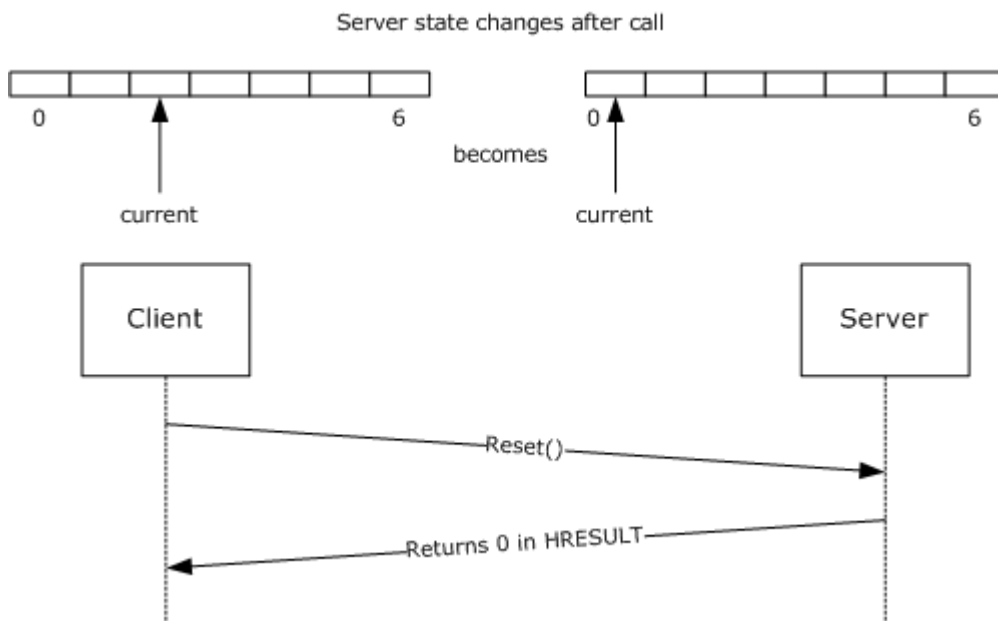 Server state changes after call
0 6 0 6
becomes
current current
Client Server
Reset()
Returns 0 in HRESULT